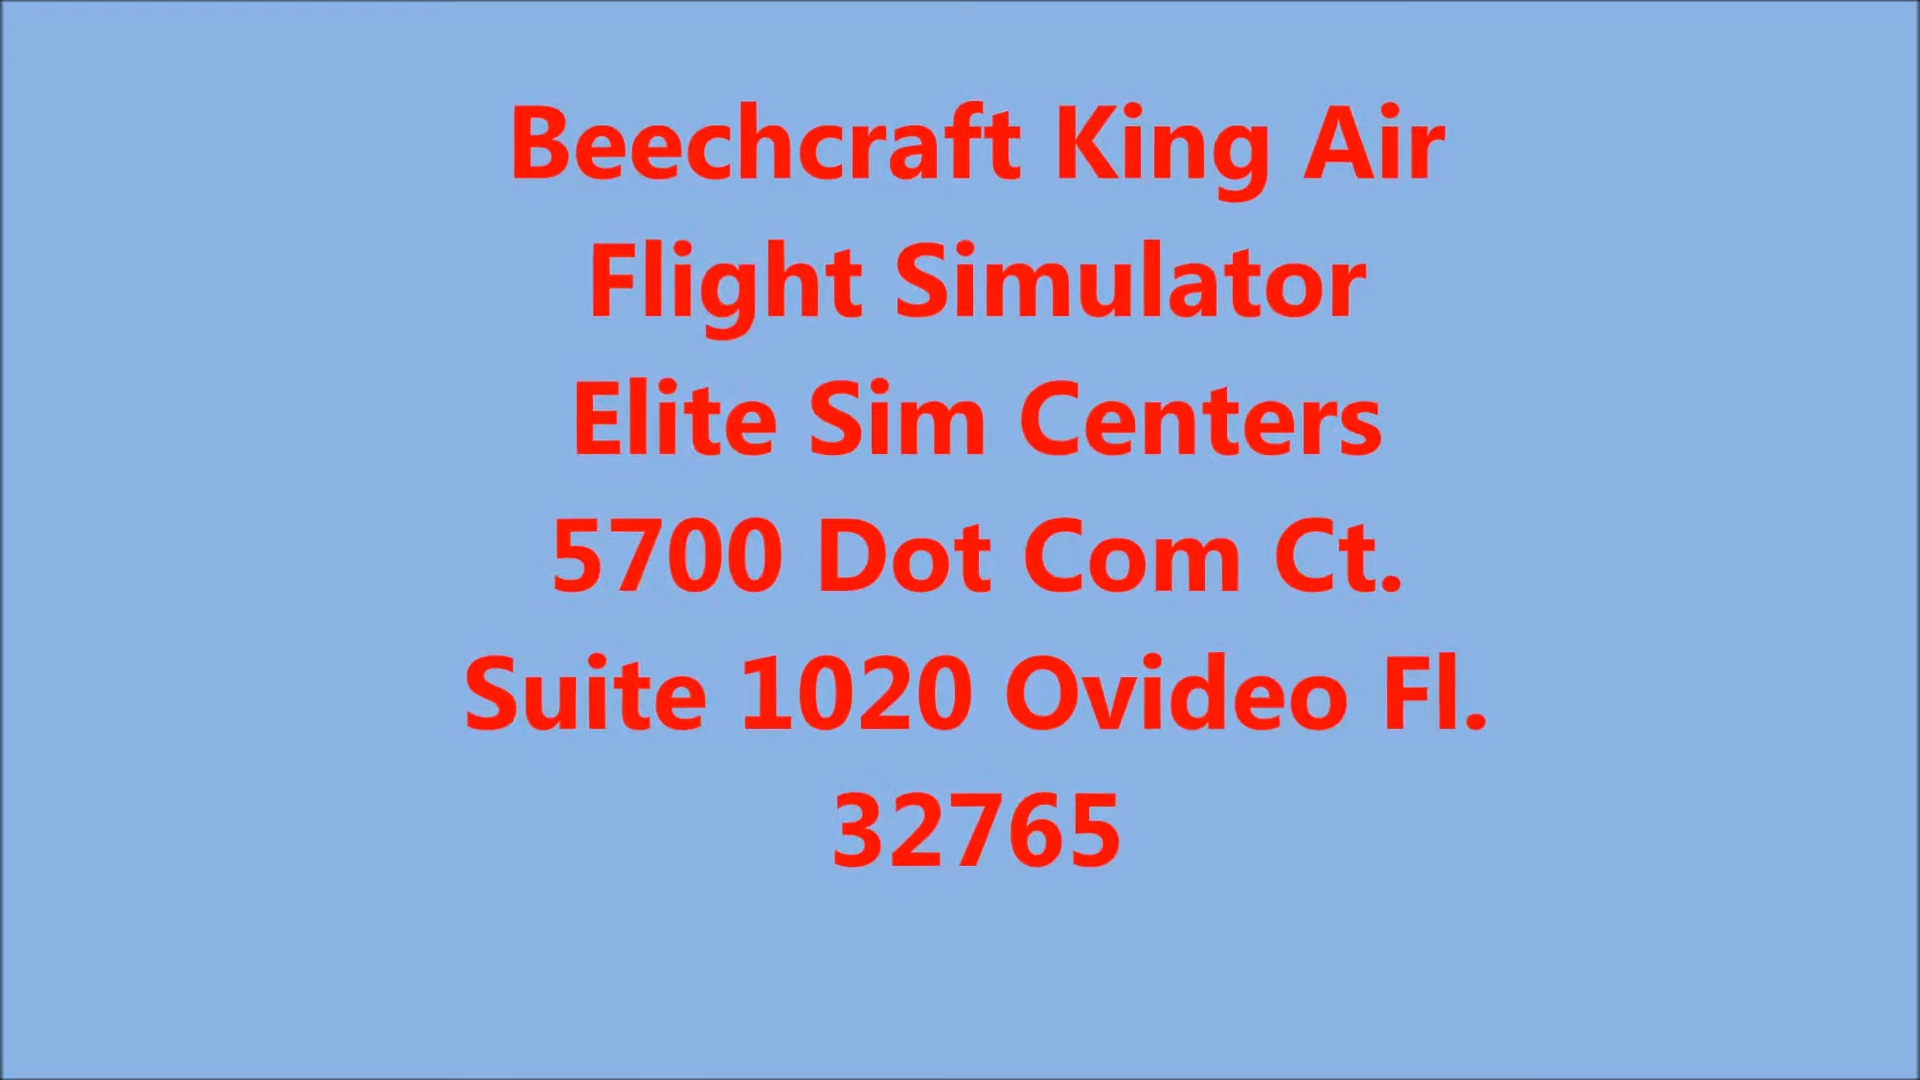 Beechcraft King Air
Flight Simulator
Elite Sim Centers
5700 Dot Com Ct.
Suite 1020 Ovideo Fl.
32765